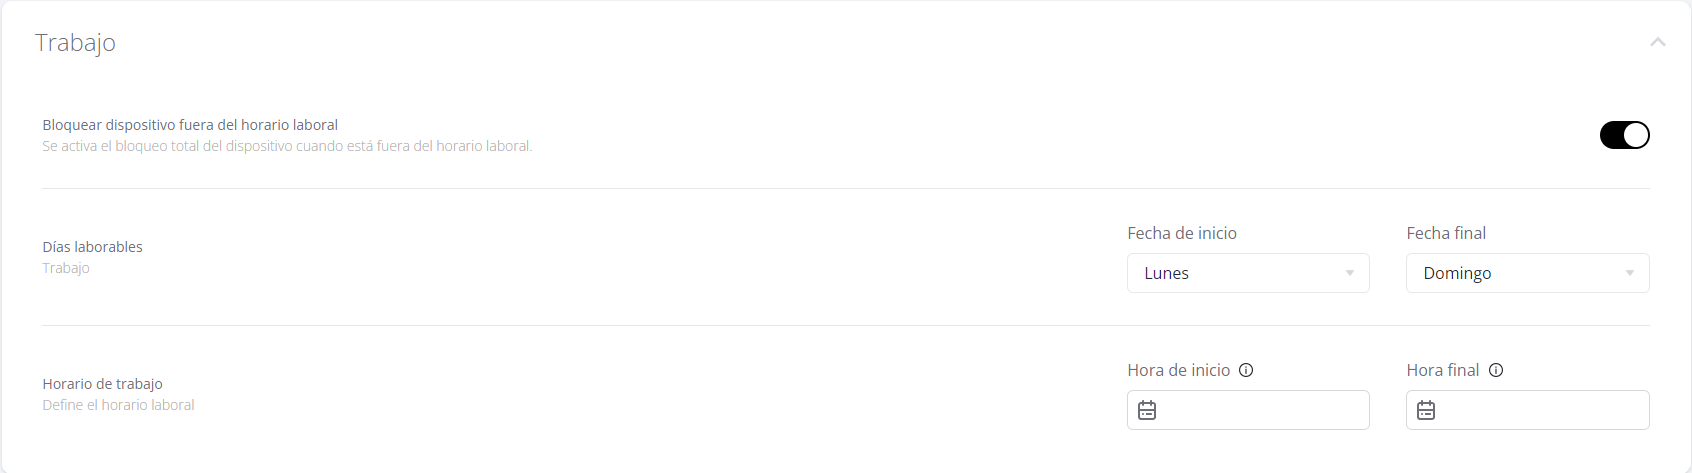 Trabajo
Bloquear dispositivo fuera del horario laboral
Se activa el bloqueo total del dispositivo cuando está fuera del horario laboral.
Días laborables
Trabajo
Fecha de inicio
Lunes
Fecha final
Domingo
Horario de trabajo
Define el horario laboral
Hora de inicio
Hora final